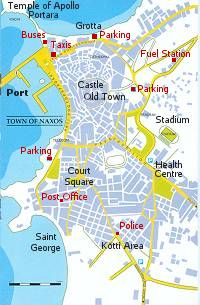 Temple of Apollo
Portara
Grotta
Buses
Parking
Taxis
Fuel Station
Castle
Old Town
Parking
Port
Stadium
TOWN OF NAXOS
Parking
Health
Centre
Court
Square
Post Office
Police
Saint
George
Kotti Area